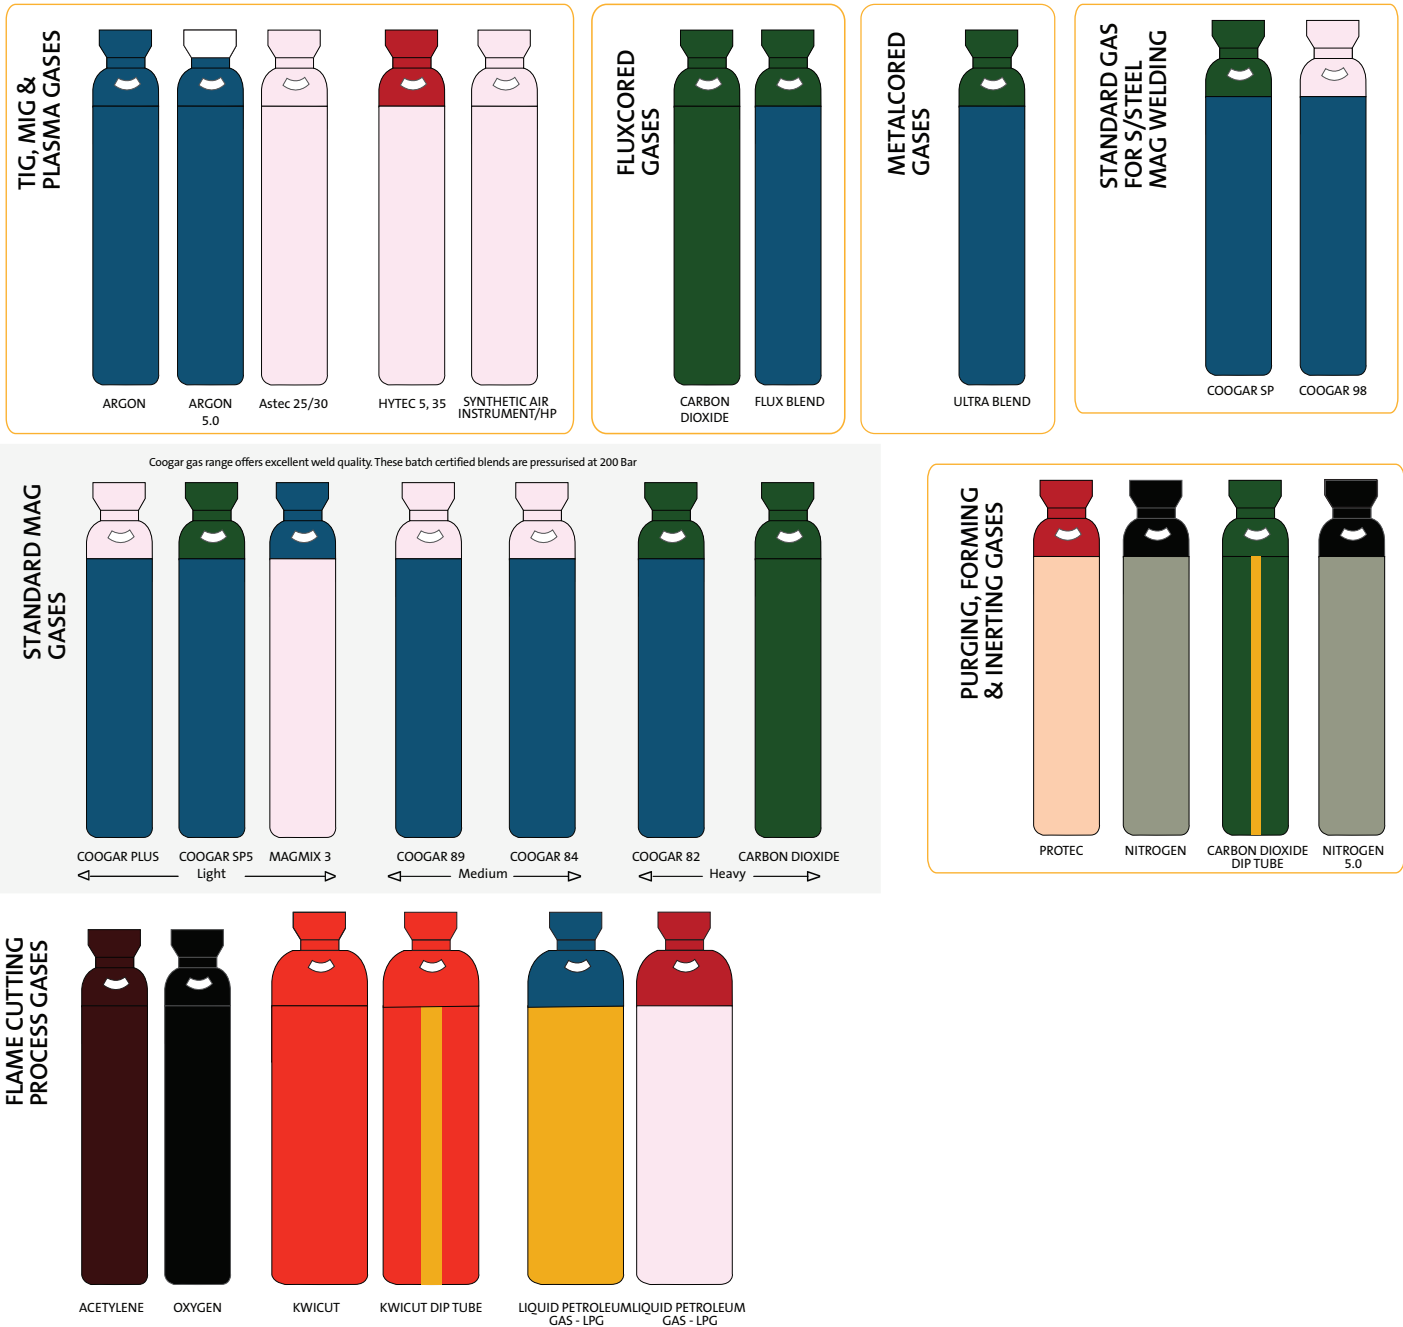 TIG, MIG &
PLASMA GASES
ARGON
ARGON
5.0
Astec 25/30
HYTEC 5, 35
SYNTHETIC AIR
INSTRUMENT/HP
FLUXCORED
GASES
CARBON
DIOXIDE
FLUX BLEND
METALCORED
GASES
ULTRA BLEND
STANDARD GAS
FOR S/STEEL
MAG WELDING
COOGAR SP
COOGAR 98
Coogar gas range offers excellent weld quality. These batch certified blends are pressurised at 200 Bar
STANDARD MAG
GASES
COOGAR PLUS
COOGAR SP5
MAGMIX 3
Light
COOGAR 89
COOGAR 84
Medium
COOGAR 82
CARBON DIOXIDE
Heavy
PURGING, FORMING
& INERTING GASES
PROTEC
NITROGEN
CARBON DIOXIDE
DIP TUBE
NITROGEN
5.0
FLAME CUTTING
PROCESS GASES
ACETYLENE
OXYGEN
KWICUT
KWICUT DIP TUBE
LIQUID PETROLEUM
GAS - LPG
LIQUID PETROLEUM
GAS - LPG